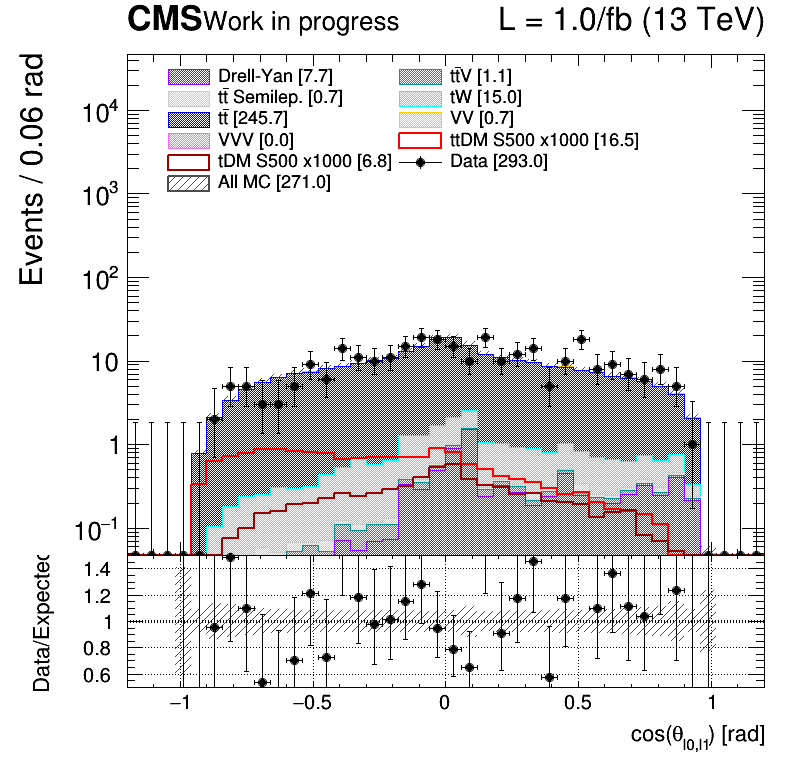 CMS Work in progress L = 1.0/fb (13 TeV)
Events / 0.06 rad
Drell-Yan [7.7]
tt̄V [1.1]
tt̄ Semilep. [0.7]
tW [15.0]
tt̄ [245.7]
VV [0.7]
VVV [0.0]
ttDM S500 x1000 [16.5]
tDM S500 x1000 [6.8]
Data [293.0]
All MC [271.0]
10⁴
10³
10²
10
1
10⁻¹
Data/Expected
1.4
1.2
1
0.8
0.6
−1 −0.5 0 0.5 1
cos(θ_l0,l1) [rad]